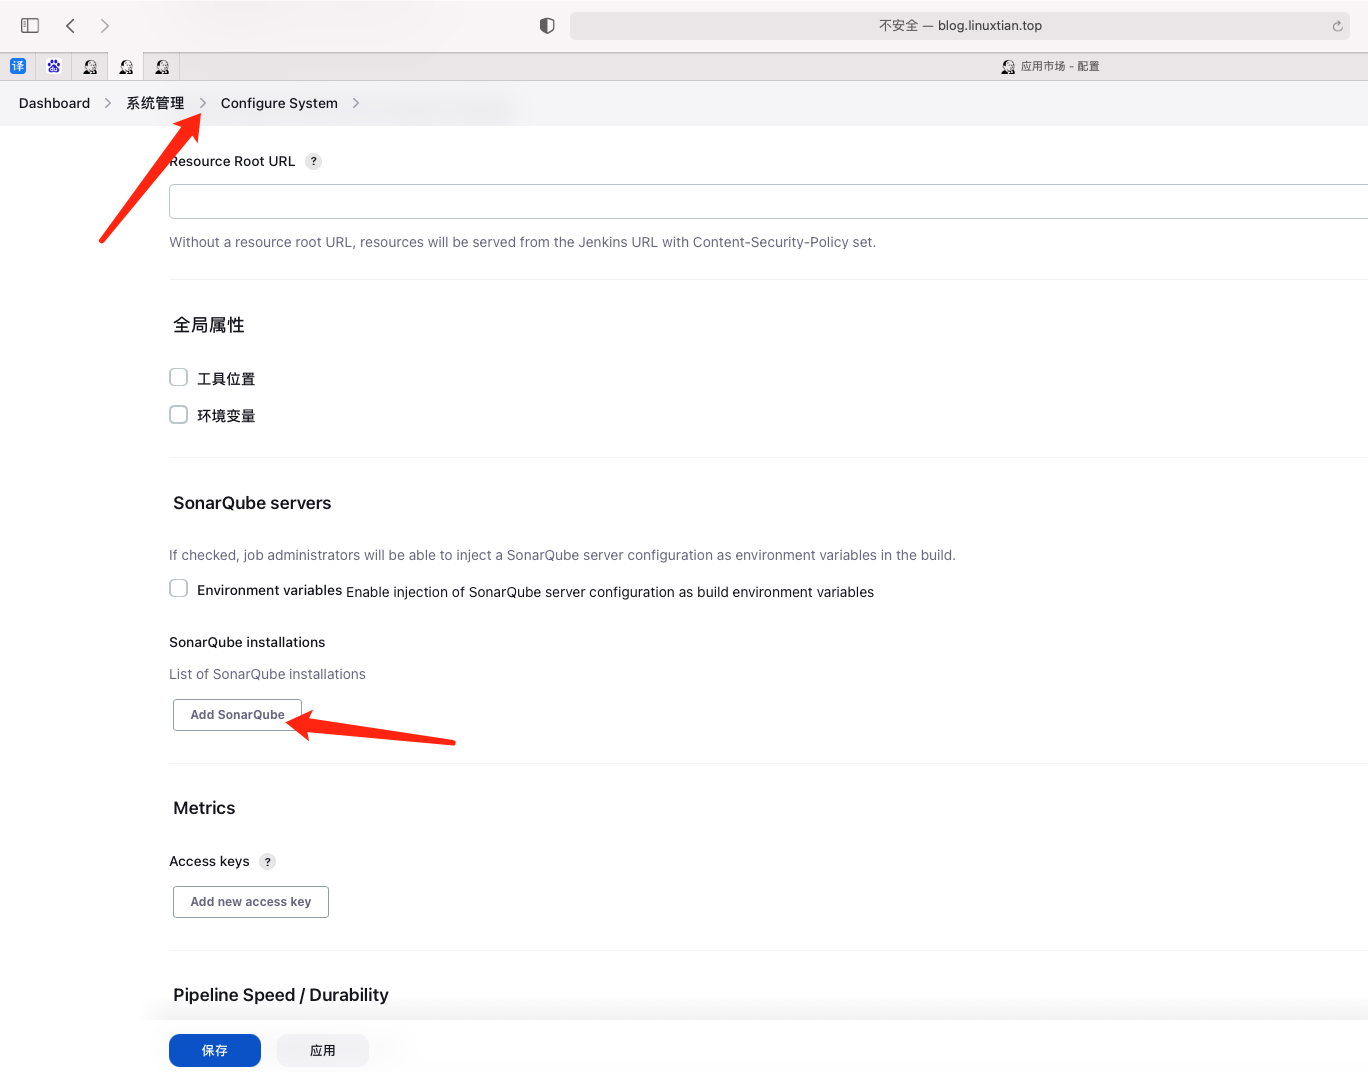 不安全 — blog.linuxtian.top
译
应用市场 - 配置
Dashboard 系统管理 Configure System
Resource Root URL ?
Without a resource root URL, resources will be served from the Jenkins URL with Content-Security-Policy set.
全局属性
工具位置
环境变量
SonarQube servers
If checked, job administrators will be able to inject a SonarQube server configuration as environment variables in the build.
Environment variables Enable injection of SonarQube server configuration as build environment variables
SonarQube installations
List of SonarQube installations
Add SonarQube
Metrics
Access keys ?
Add new access key
Pipeline Speed / Durability
保存 应用